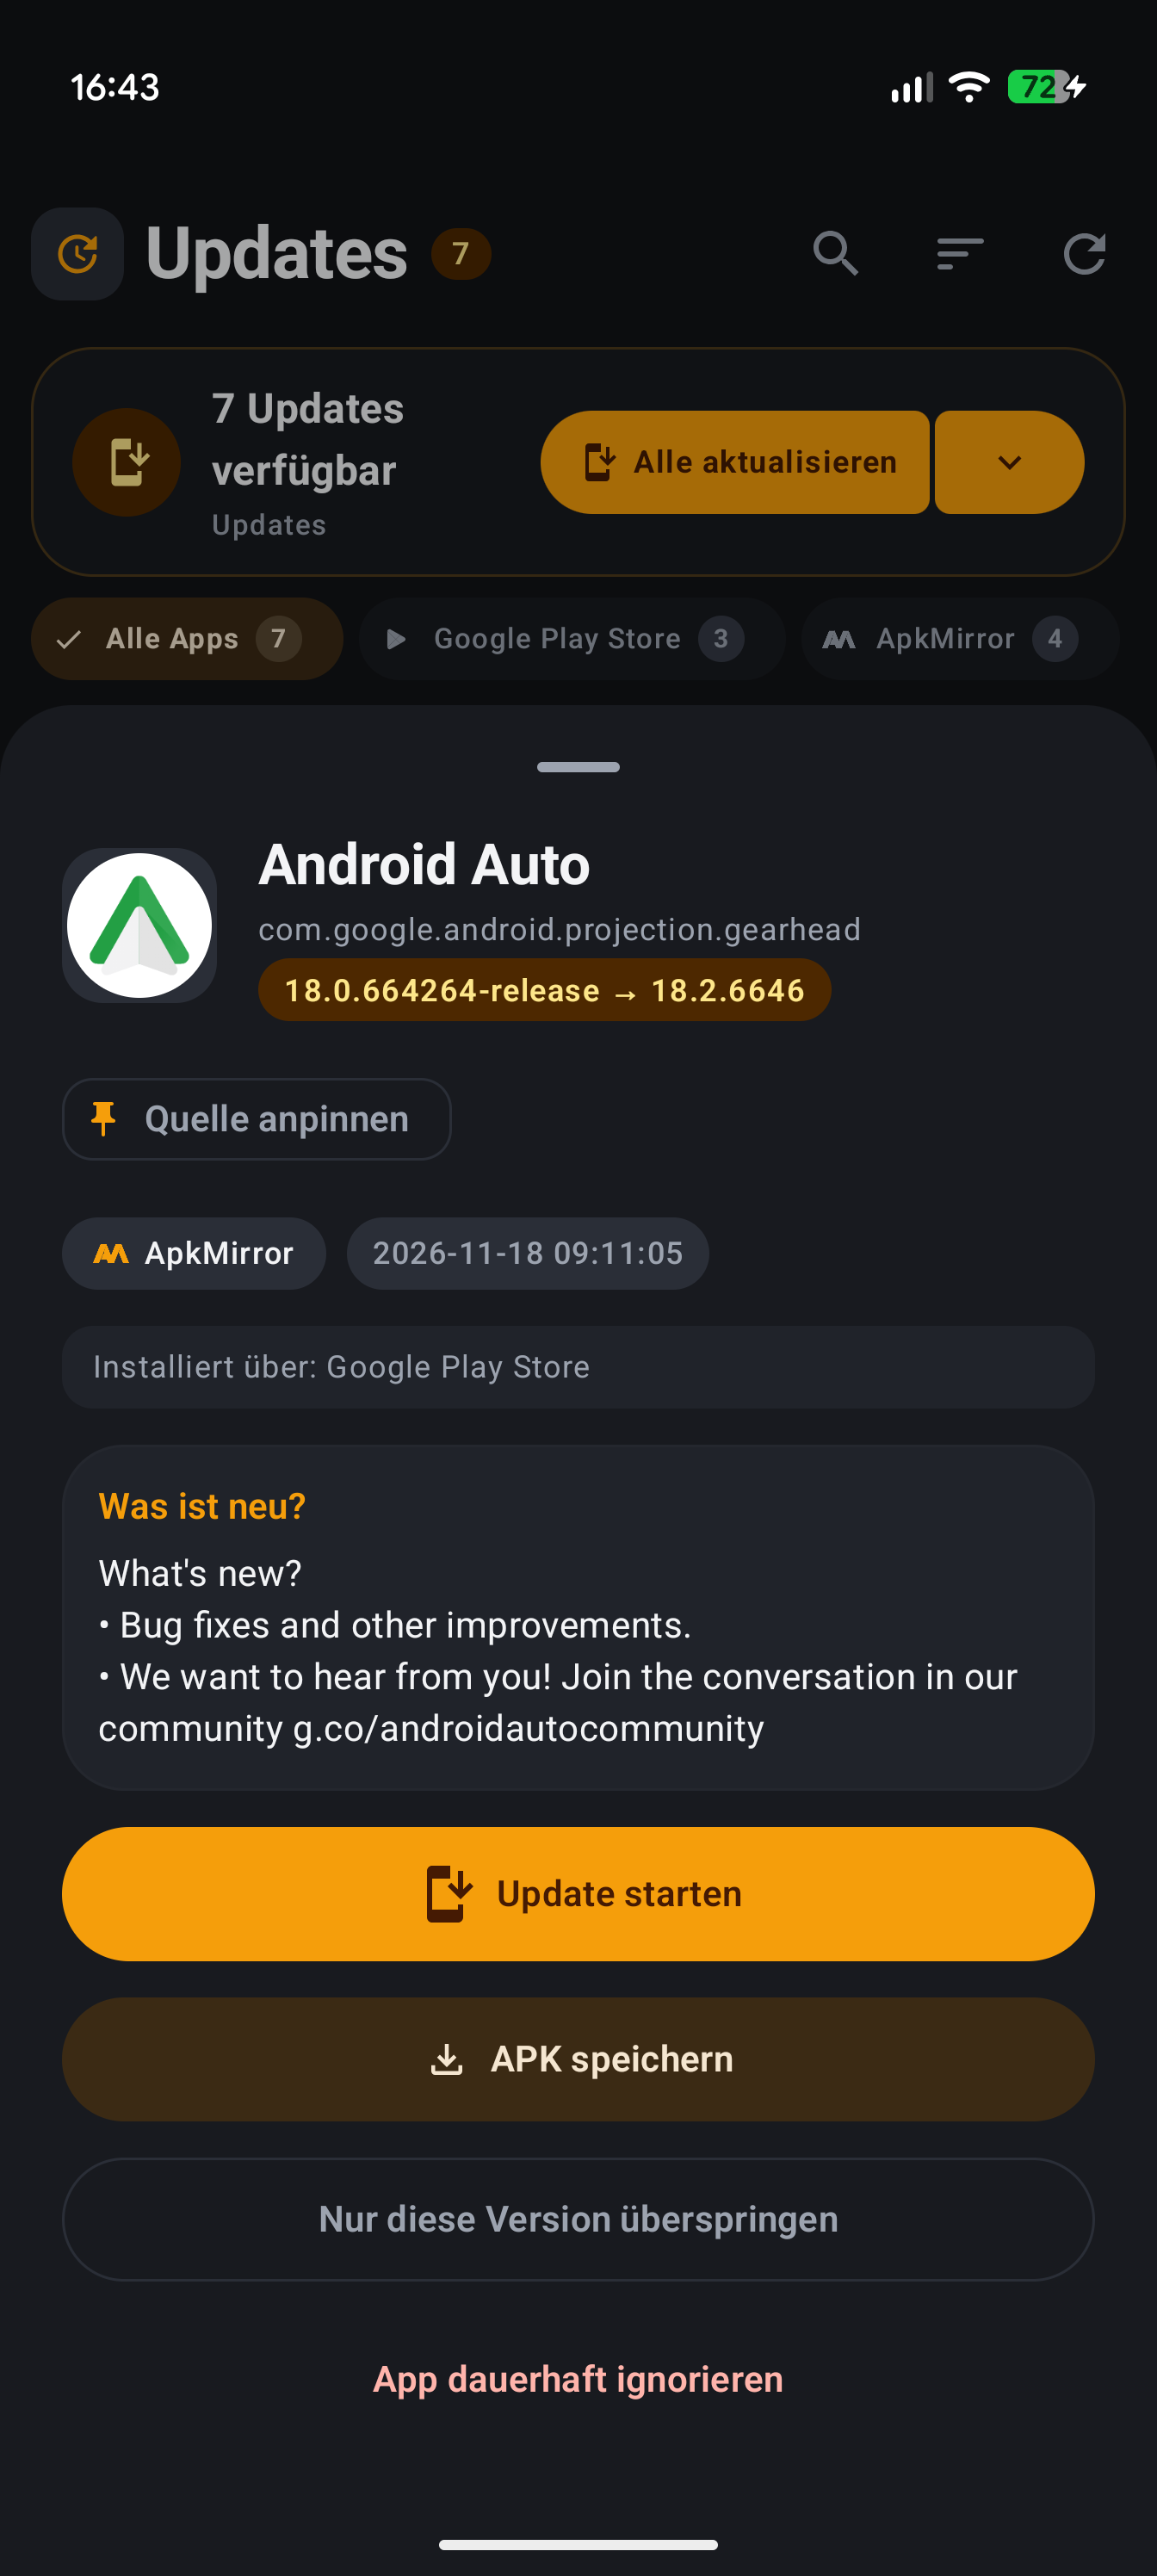 16:43
72
Updates 7
7 Updates
verfügbar
Updates
Alle aktualisieren
Alle Apps 7
Google Play Store 3
ApkMirror 4
Android Auto
com.google.android.projection.gearhead
18.0.664264-release → 18.2.6646
Quelle anpinnen
ApkMirror
2026-11-18 09:11:05
Installiert über: Google Play Store
Was ist neu?
What's new?
• Bug fixes and other improvements.
• We want to hear from you! Join the conversation in our
community g.co/androidautocommunity
Update starten
APK speichern
Nur diese Version überspringen
App dauerhaft ignorieren